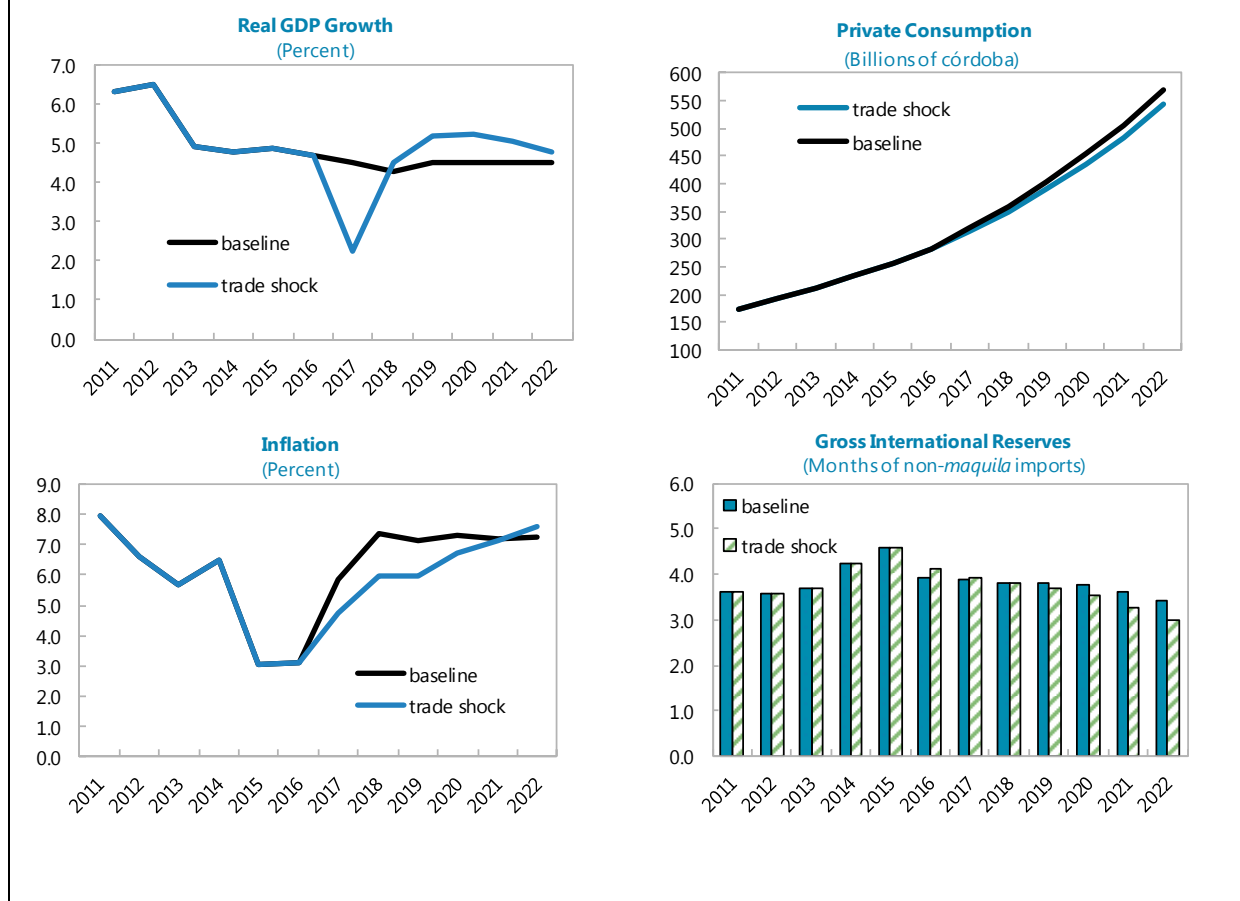 Real GDP Growth
(Percent)
7.0
6.0
5.0
4.0
3.0
2.0
1.0
0.0
baseline
trade shock
2011 2012 2013 2014 2015 2016 2017 2018 2019 2020 2021 2022
Private Consumption
(Billions of córdoba)
600
550
500
450
400
350
300
250
200
150
100
trade shock
baseline
2011 2012 2013 2014 2015 2016 2017 2018 2019 2020 2021 2022
Inflation
(Percent)
9.0
8.0
7.0
6.0
5.0
4.0
3.0
2.0
1.0
0.0
baseline
trade shock
2011 2012 2013 2014 2015 2016 2017 2018 2019 2020 2021 2022
Gross International Reserves
(Months of non-maquila imports)
6.0
5.0
4.0
3.0
2.0
1.0
0.0
baseline
trade shock
2011 2012 2013 2014 2015 2016 2017 2018 2019 2020 2021 2022